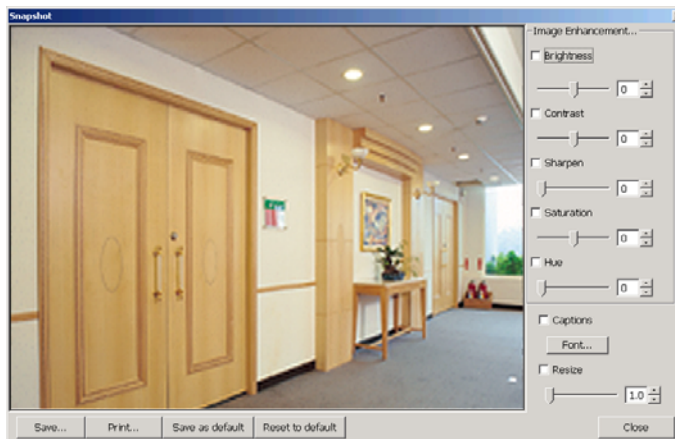 Snapshot
Image Enhancement...
Brightness
0
Contrast
0
Sharpen
0
Saturation
0
Hue
0
Captions
Font...
Resize
1.0
Save... Print... Save as default Reset to default Close